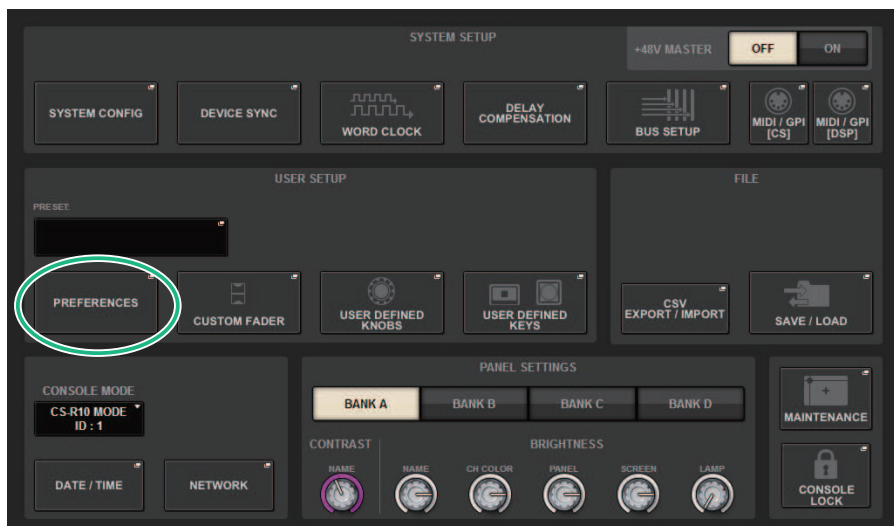 SYSTEM SETUP
+48V MASTER
OFF
ON
SYSTEM CONFIG
DEVICE SYNC
WORD CLOCK
DELAY
COMPENSATION
BUS SETUP
MIDI / GPI
[CS]
MIDI / GPI
[DSP]
USER SETUP
PRESET
PREFERENCES
CUSTOM FADER
USER DEFINED
KNOBS
USER DEFINED
KEYS
FILE
CSV
EXPORT / IMPORT
SAVE / LOAD
CONSOLE MODE
CS-R10 MODE
ID : 1
DATE / TIME
NETWORK
PANEL SETTINGS
BANK A
BANK B
BANK C
BANK D
CONTRAST
BRIGHTNESS
NAME
NAME
CH COLOR
PANEL
SCREEN
LAMP
MAINTENANCE
CONSOLE
LOCK